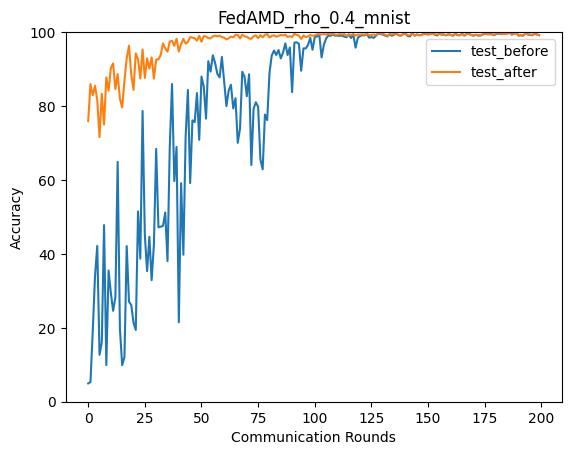 FedAMD_rho_0.4_mnist
100
80
60
40
20
0
Accuracy
test_before
test_after
0 25 50 75 100 125 150 175 200
Communication Rounds